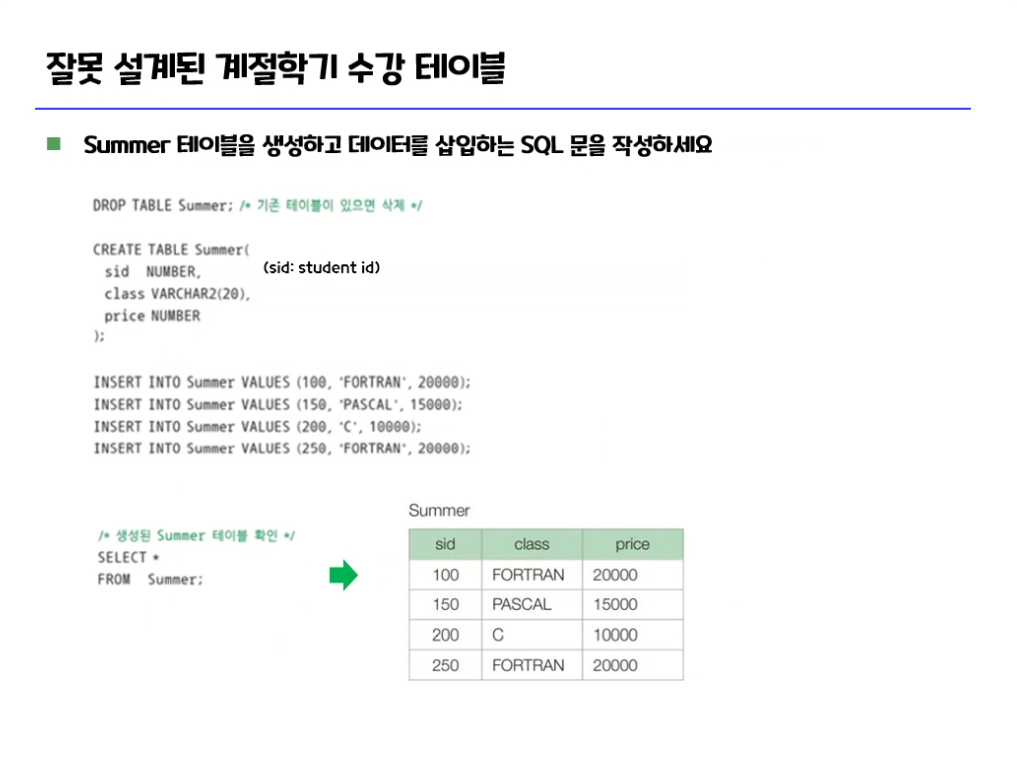 잘못 설계된 계절학기 수강 테이블
Summer 테이블을 생성하고 데이터를 삽입하는 SQL 문을 작성하세요
DROP TABLE Summer; /* 기존 테이블이 있으면 삭제 */
CREATE TABLE Summer(
sid NUMBER,
(sid: student id)
class VARCHAR2(20),
price NUMBER
);
INSERT INTO Summer VALUES (100, 'FORTRAN', 20000);
INSERT INTO Summer VALUES (150, 'PASCAL', 15000);
INSERT INTO Summer VALUES (200, 'C', 10000);
INSERT INTO Summer VALUES (250, 'FORTRAN', 20000);
/* 생성된 Summer 테이블 확인 */
SELECT *
FROM Summer;
Summer
sid class price
100 FORTRAN 20000
150 PASCAL 15000
200 C 10000
250 FORTRAN 20000